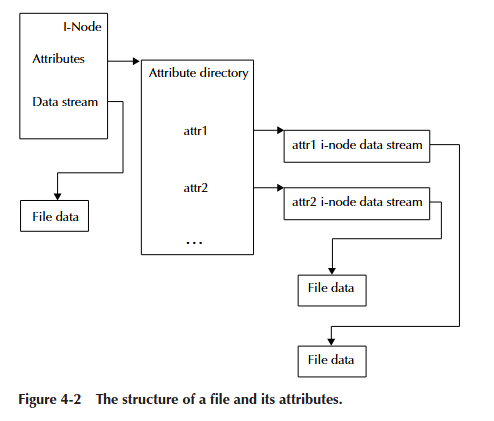 I-Node
Attributes
Data stream
File data
Attribute directory
attr1
attr2
...
attr1 i-node data stream
attr2 i-node data stream
File data
File data
Figure 4-2 The structure of a file and its attributes.